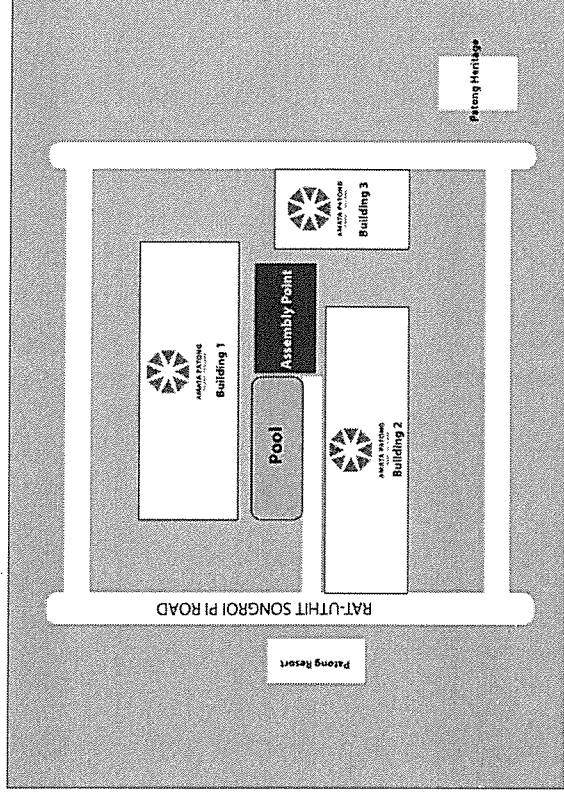 Patong Heritage
AMATA PATONG
Building 1
AMATA PATONG
Building 3
Assembly Point
Pool
AMATA PATONG
Building 2
RAT-UTHIT SONGROI PI ROAD
Patong Resort